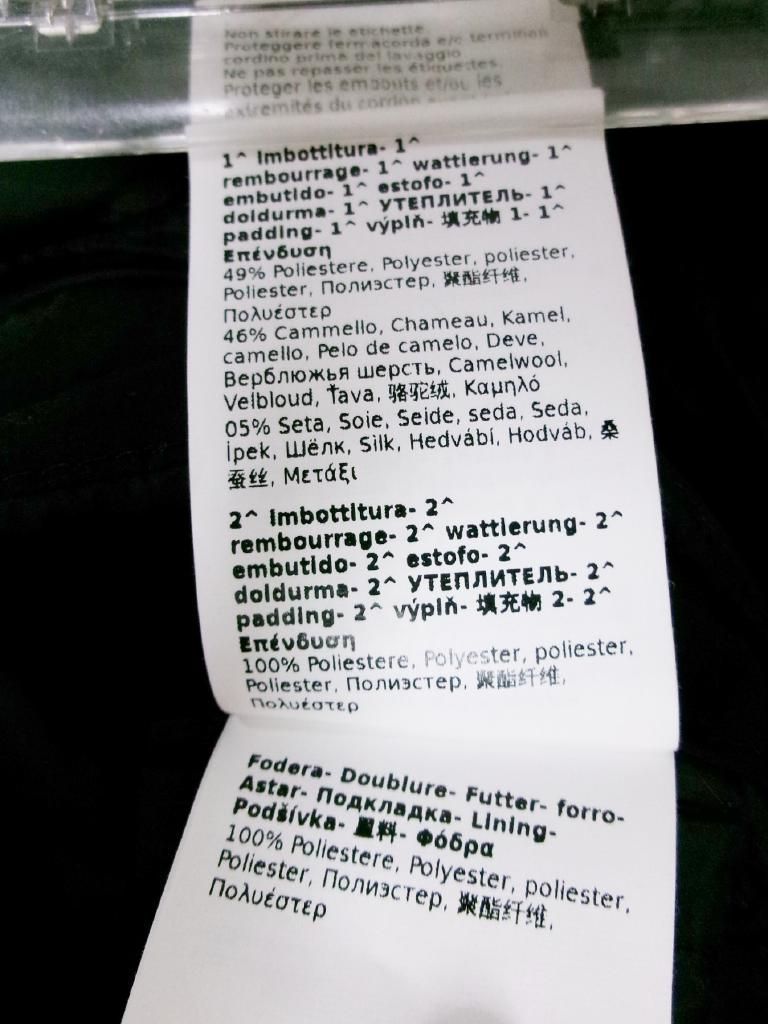 Non stirare le etichette.
Proteggere fermacorda e/o terminali
cordino prima del lavaggio
Ne pas repasser les étiquettes.
Proteger les embouts et/ou les
extremités du cordon
1^ Imbottitura- 1^
rembourrage- 1^ wattierung- 1^
embutido- 1^ estofo- 1^
doldurma- 1^ УТЕПЛИТЕЛЬ- 1^
padding- 1^ výplň- 填充物 1- 1^
Επένδυση
49% Poliestere, Polyester, poliester,
Poliester, Полиэстер, 聚酯纤维,
Πολυέστερ
46% Cammello, Chameau, Kamel,
camello, Pelo de camelo, Deve,
Верблюжья шерсть, Camelwool,
Velbloud, Ťava, 骆驼绒, Καμηλό
05% Seta, Soie, Seide, seda, Seda,
İpek, Шёлк, Silk, Hedvábí, Hodváb, 桑
蚕丝, Μετάξι
2^ Imbottitura- 2^
rembourrage- 2^ wattierung- 2^
embutido- 2^ estofo- 2^
doldurma- 2^ УТЕПЛИТЕЛЬ- 2^
padding- 2^ výplň- 填充物 2- 2^
Επένδυση
100% Poliestere, Polyester, poliester,
Poliester, Полиэстер, 聚酯纤维,
Πολυέστερ
Fodera- Doublure- Futter- forro-
Astar- Подкладка- Lining-
Podšívka- 里料- Φόδρα
100% Poliestere, Polyester, poliester,
Poliester, Полиэстер, 聚酯纤维,
Πολυέστερ